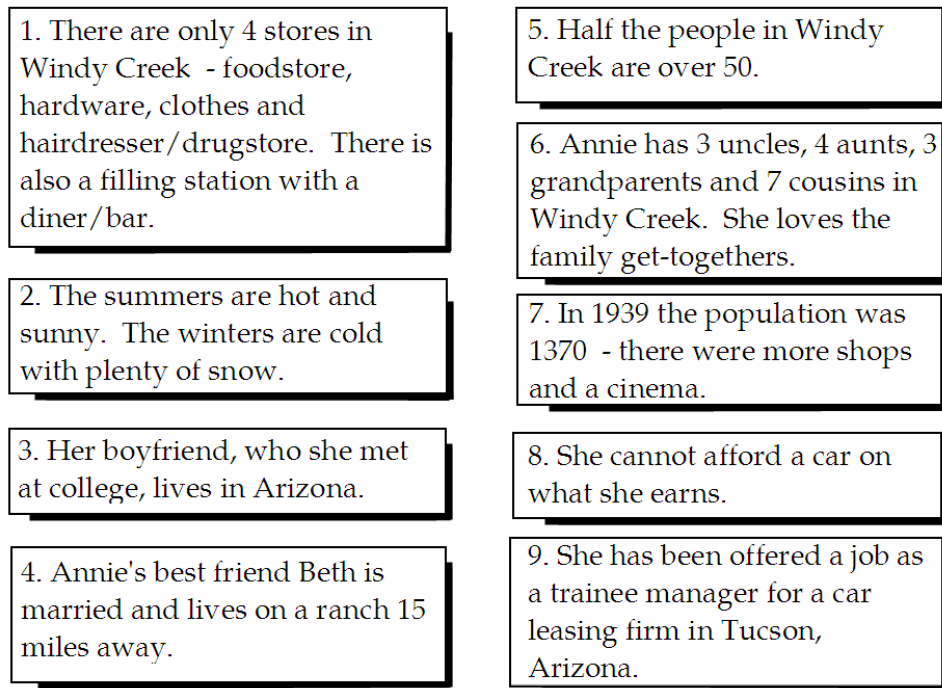 1. There are only 4 stores in
Windy Creek - foodstore,
hardware, clothes and
hairdresser/drugstore. There is
also a filling station with a
diner/bar.
2. The summers are hot and
sunny. The winters are cold
with plenty of snow.
3. Her boyfriend, who she met
at college, lives in Arizona.
4. Annie's best friend Beth is
married and lives on a ranch 15
miles away.
5. Half the people in Windy
Creek are over 50.
6. Annie has 3 uncles, 4 aunts, 3
grandparents and 7 cousins in
Windy Creek. She loves the
family get-togethers.
7. In 1939 the population was
1370 - there were more shops
and a cinema.
8. She cannot afford a car on
what she earns.
9. She has been offered a job as
a trainee manager for a car
leasing firm in Tucson,
Arizona.